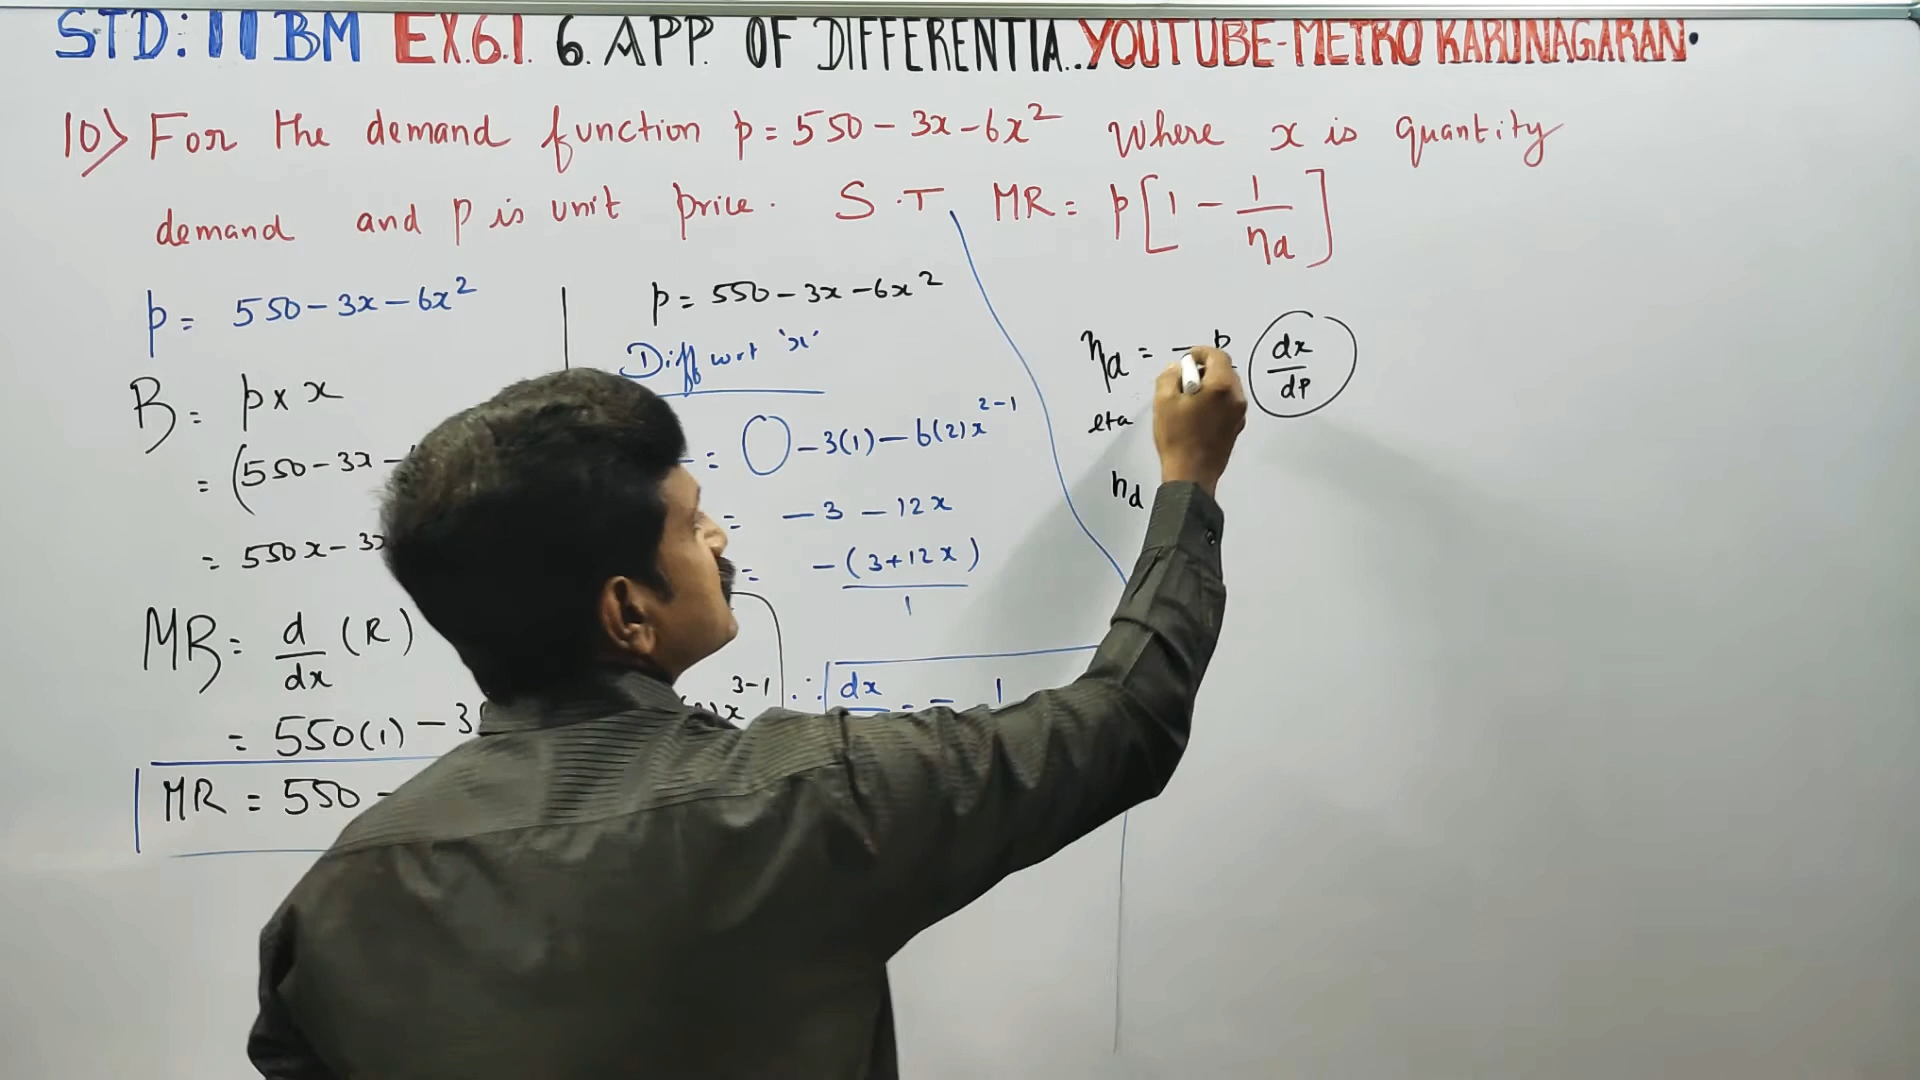 STD: 11 BM EX.6.1. 6. APP. OF DIFFERENTIA.. YOUTUBE-METRO KARUNAGARAN.
10) For the demand function p = 550 - 3x - 6x² Where x is quantity
demand and p is unit price. S.T MR = p[1 - 1/ηd]
p = 550 - 3x - 6x²
R = p × x
= (550 - 3x -
= 550x - 3x
MR = d/dx (R)
= 550(1) - 3(
MR = 550 -
p = 550 - 3x - 6x²
Diff wrt 'x'
= 0 - 3(1) - 6(2)x^2-1
= -3 - 12x
= -(3+12x)/1
)x^3-1
∴ dx = - 1
ηd = - p dx/dp
eta
ηd